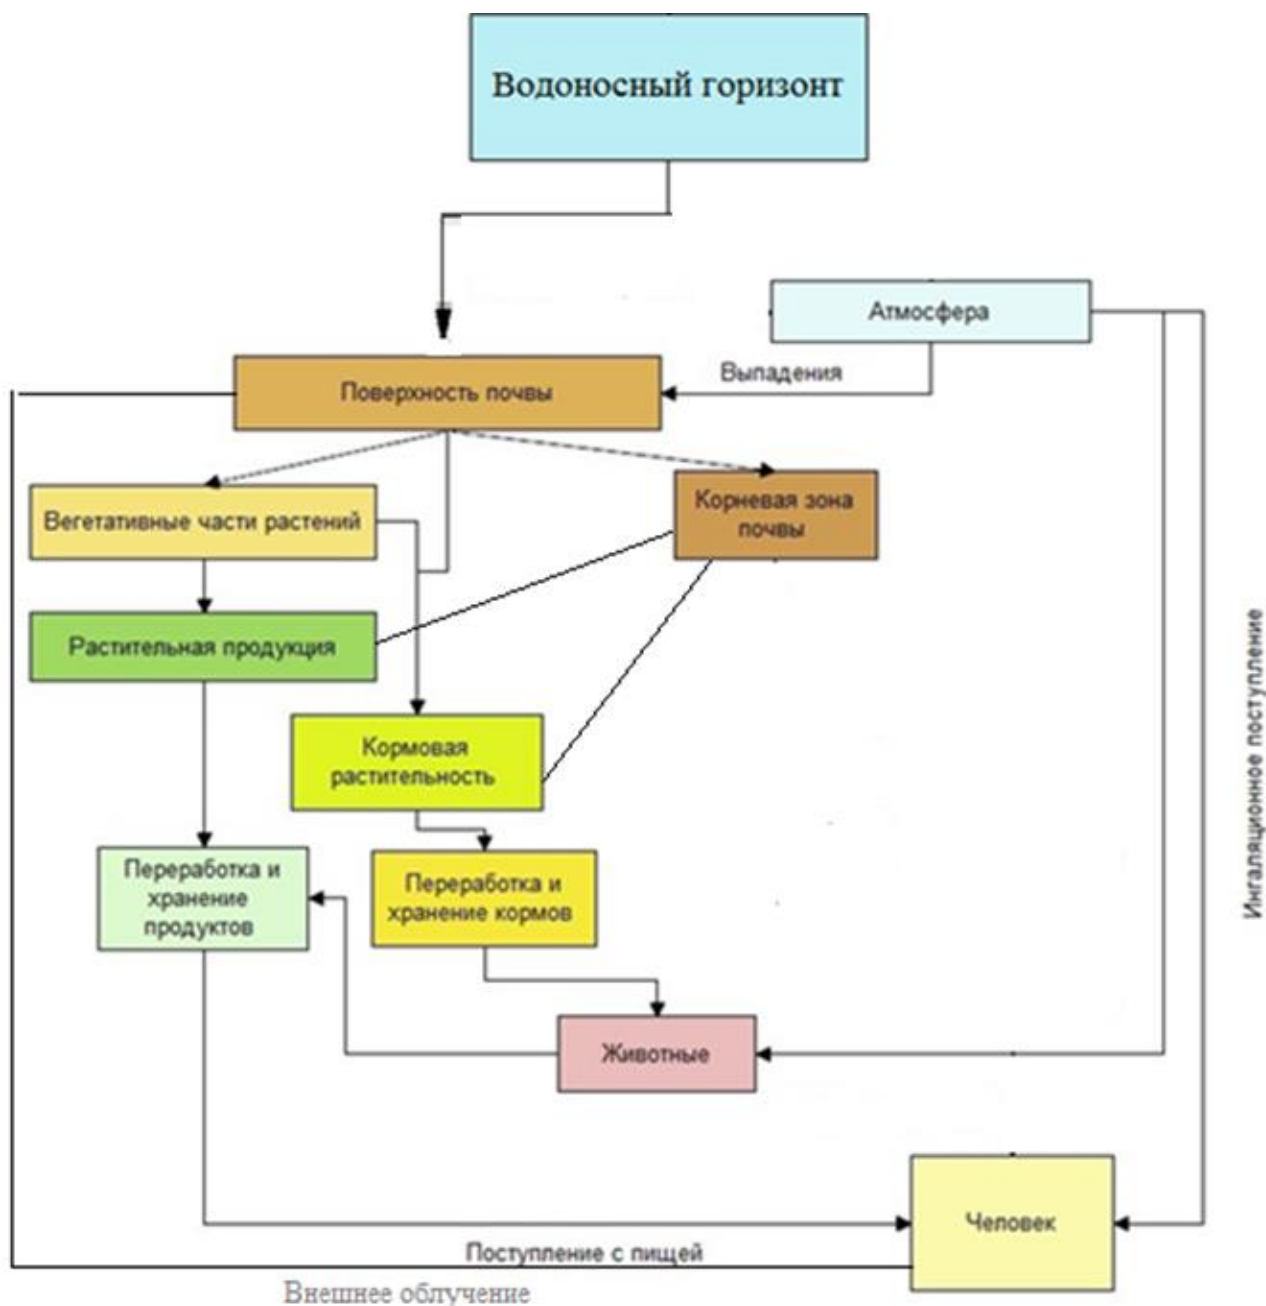 Водоносный горизонт
Атмосфера
Выпадения
Поверхность почвы
Вегетативные части растений
Корневая зона
почвы
Растительная продукция
Кормовая
растительность
Переработка и
хранение
продуктов
Переработка и
хранение кормов
Животные
Ингаляционное поступление
Человек
Поступление с пищей
Внешнее облучение